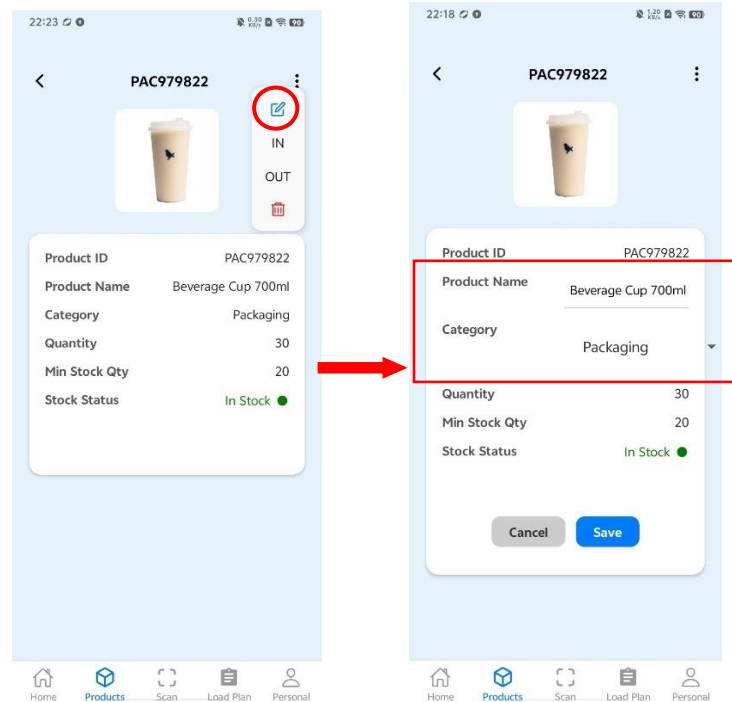 22:23
0.30 KB/s
90
PAC979822
IN
OUT
Product ID PAC979822
Product Name Beverage Cup 700ml
Category Packaging
Quantity 30
Min Stock Qty 20
Stock Status In Stock
Home Products Scan Load Plan Personal
22:18
1.20 KB/s
90
PAC979822
Product ID PAC979822
Product Name Beverage Cup 700ml
Category Packaging
Quantity 30
Min Stock Qty 20
Stock Status In Stock
Cancel Save
Home Products Scan Load Plan Personal